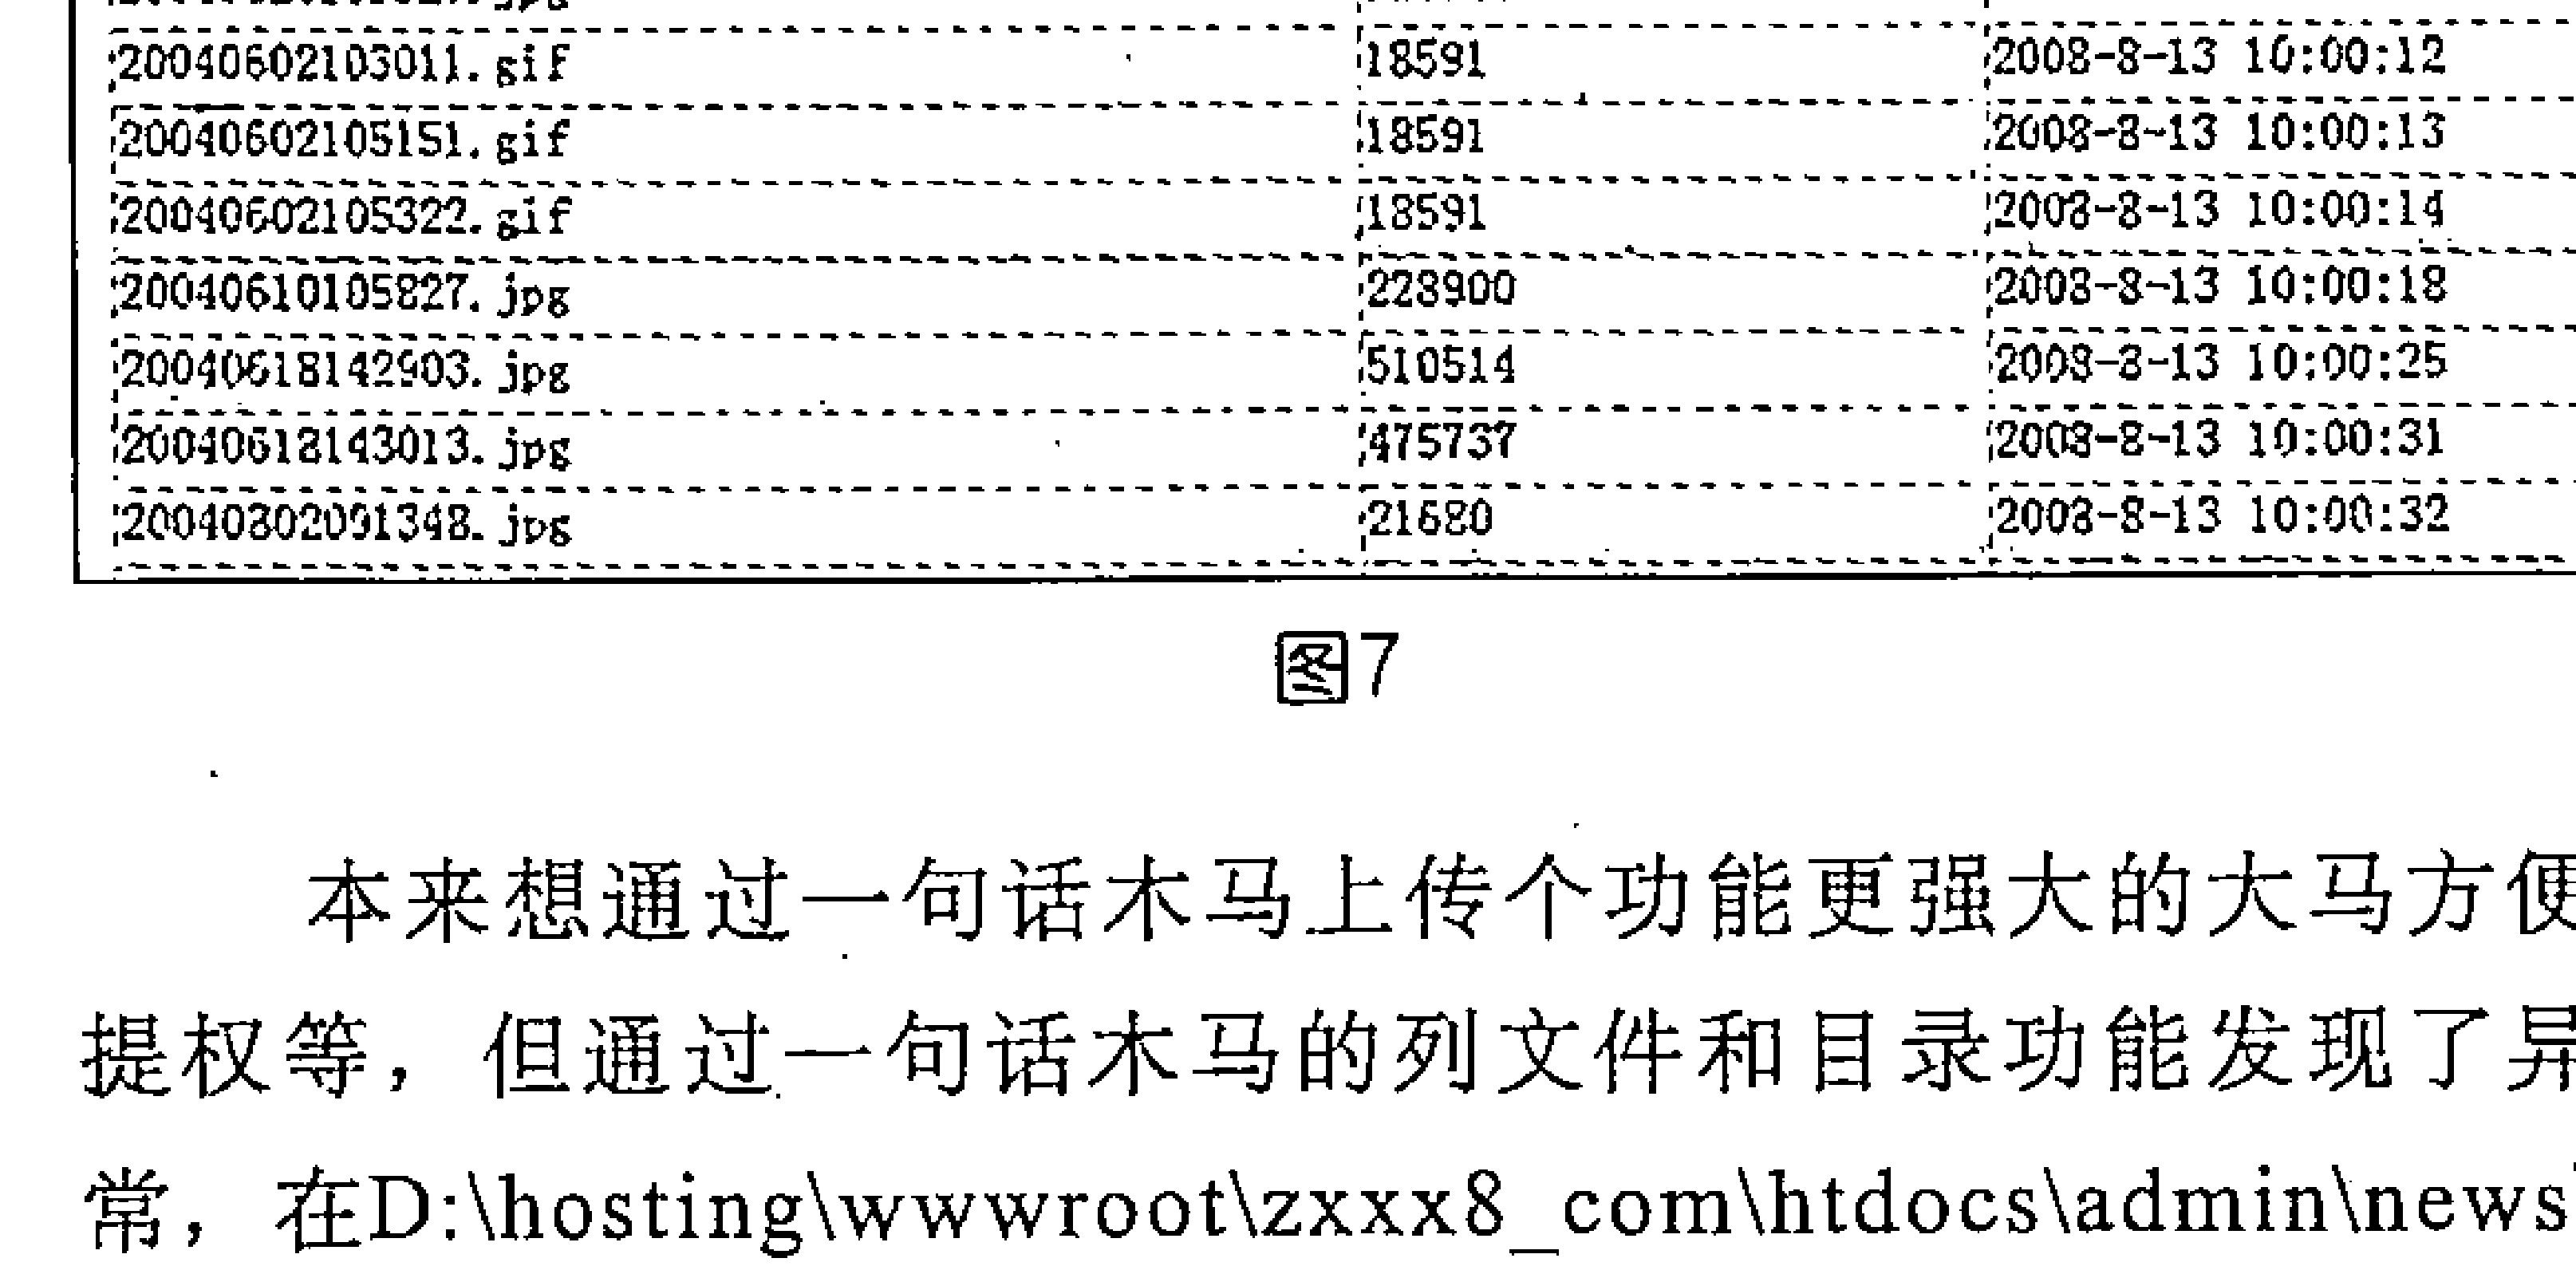 20040602103011.gif 18591 2008-8-13 10:00:12
20040602105151.gif 18591 2008-8-13 10:00:13
20040602105322.gif 18591 2008-8-13 10:00:14
20040610105827.jpg 228900 2008-8-13 10:00:18
20040618142903.jpg 510514 2008-8-13 10:00:25
20040618143013.jpg 475737 2008-8-13 10:00:31
20040802091348.jpg 21680 2008-8-13 10:00:32
图7
本来想通过一句话木马上传个功能更强大的大马方便
提权等，但通过一句话木马的列文件和目录功能发现了异
常，在D:\hosting\wwwroot\zxxx8_com\htdocs\admin\news